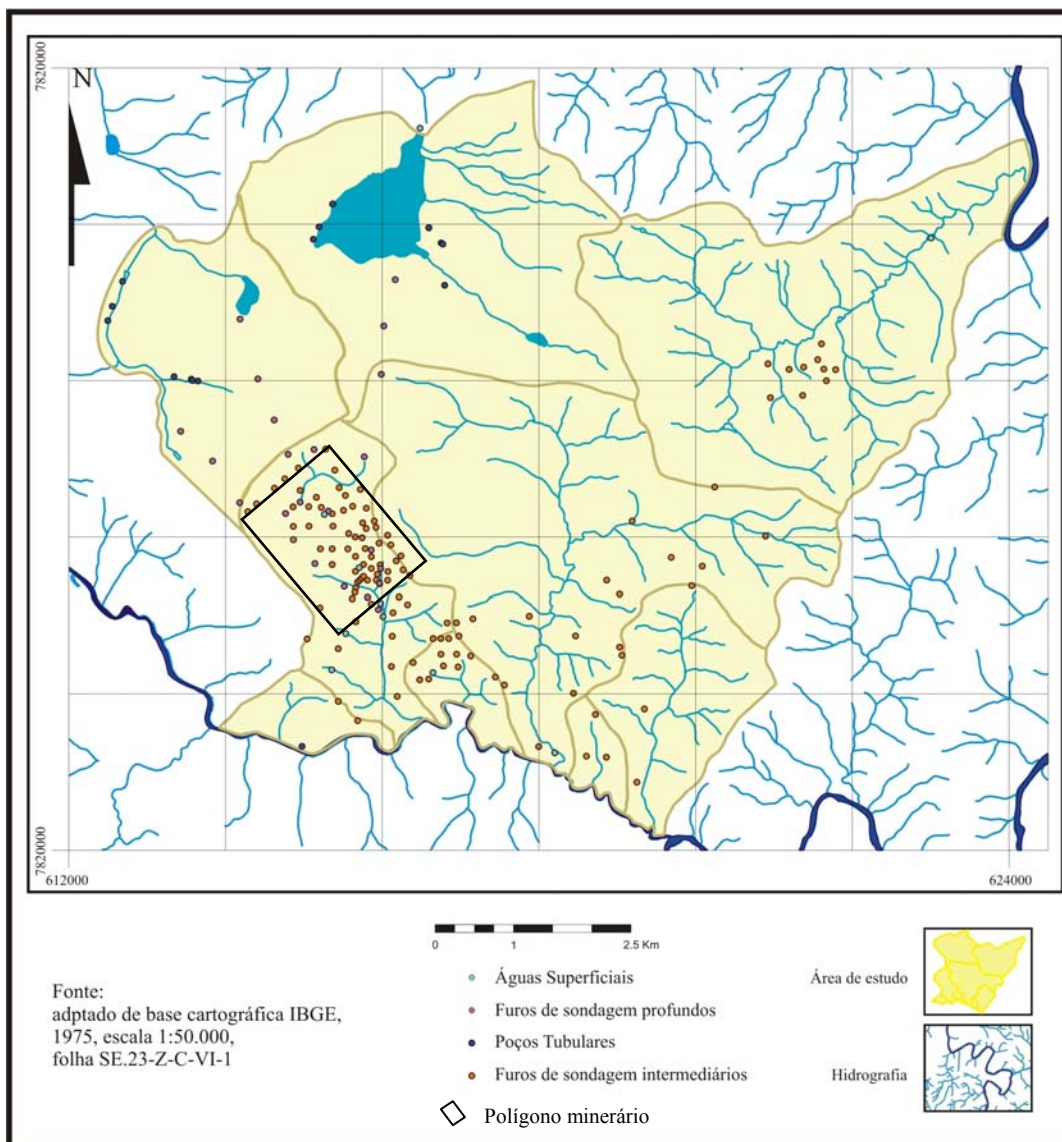 7820000
N
7820000
612000
624000
0
1
2.5 Km
Fonte:
adptado de base cartográfica IBGE,
1975, escala 1:50.000,
folha SE.23-Z-C-VI-1
Águas Superficiais
Furos de sondagem profundos
Poços Tubulares
Furos de sondagem intermediários
Polígono minerário
Área de estudo
Hidrografia